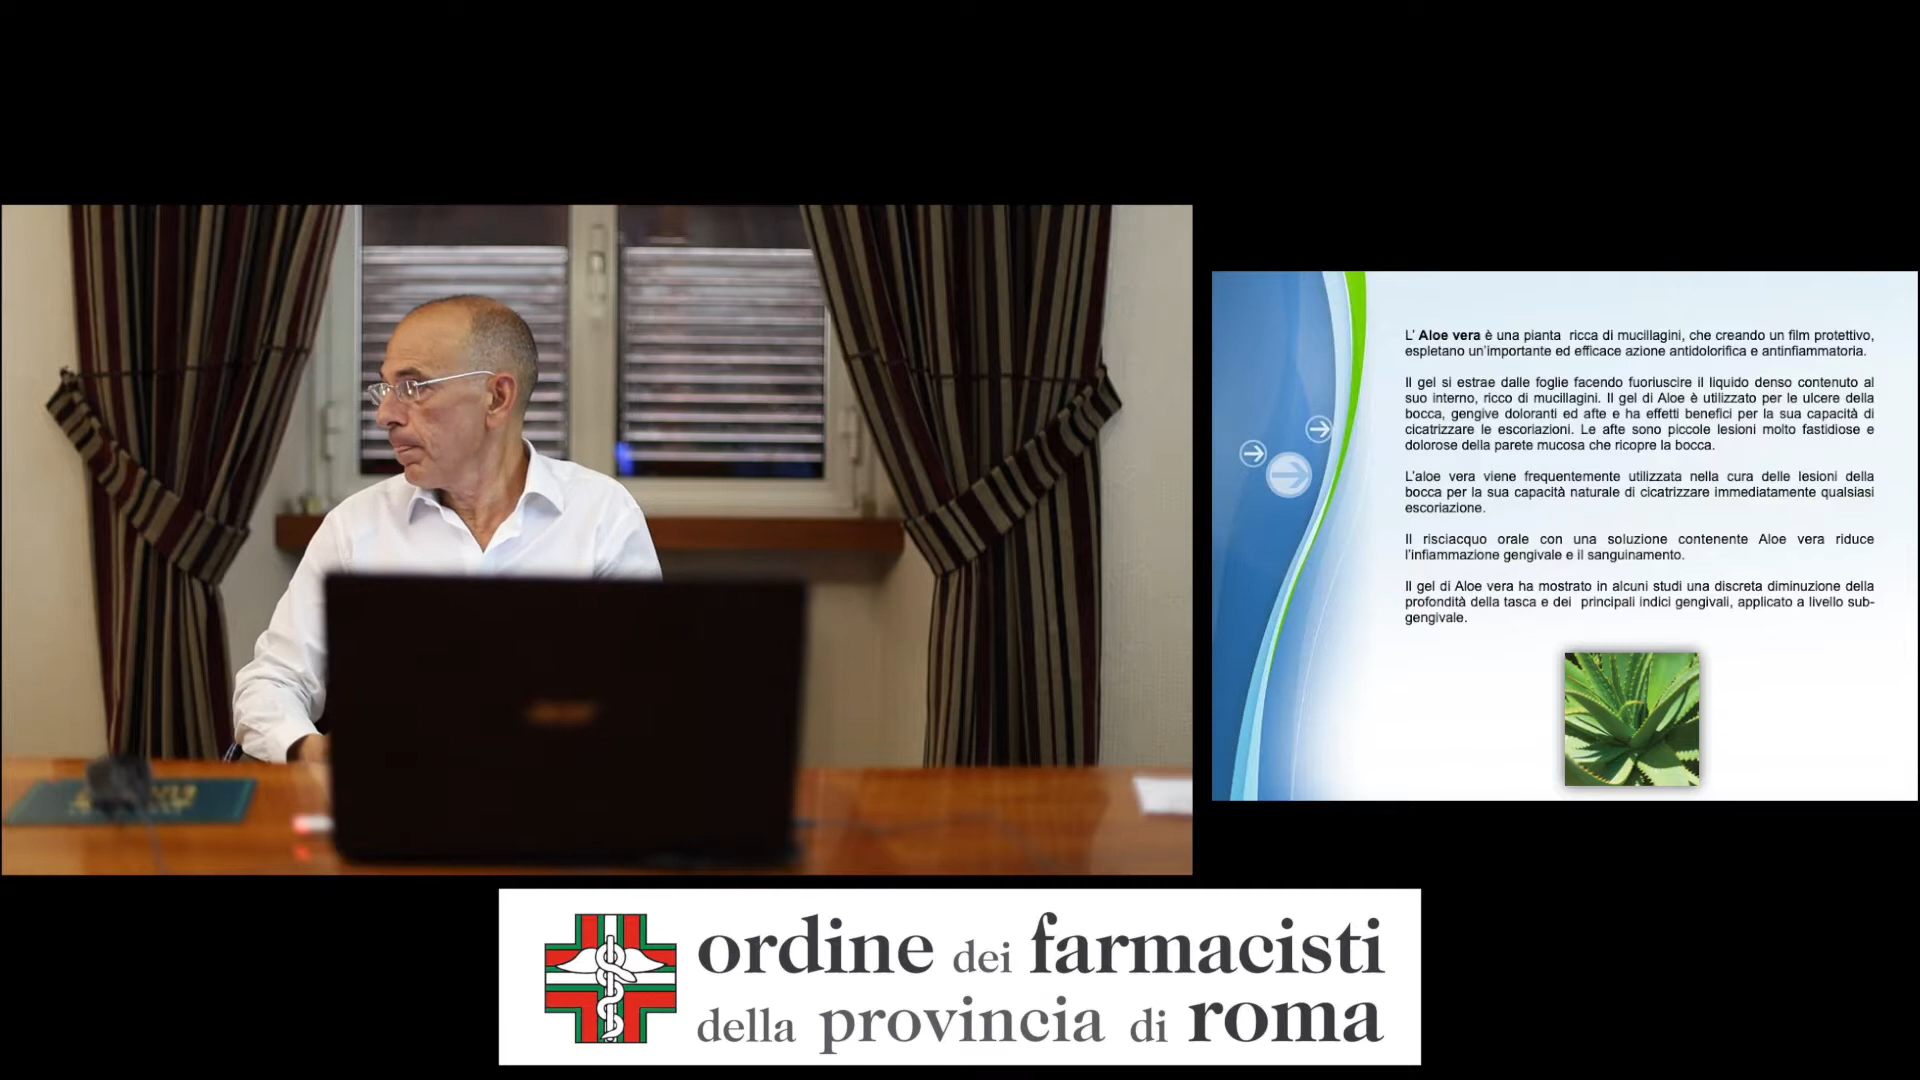 L' Aloe vera è una pianta ricca di mucillagini, che creando un film protettivo,
espletano un'importante ed efficace azione antidolorifica e antinfiammatoria.
Il gel si estrae dalle foglie facendo fuoriuscire il liquido denso contenuto al
suo interno, ricco di mucillagini. Il gel di Aloe è utilizzato per le ulcere della
bocca, gengive doloranti ed afte e ha effetti benefici per la sua capacità di
cicatrizzare le escoriazioni. Le afte sono piccole lesioni molto fastidiose e
dolorose della parete mucosa che ricopre la bocca.
L'aloe vera viene frequentemente utilizzata nella cura delle lesioni della
bocca per la sua capacità naturale di cicatrizzare immediatamente qualsiasi
escoriazione.
Il risciacquo orale con una soluzione contenente Aloe vera riduce
l'infiammazione gengivale e il sanguinamento.
Il gel di Aloe vera ha mostrato in alcuni studi una discreta diminuzione della
profondità della tasca e dei principali indici gengivali, applicato a livello sub-
gengivale.
ordine dei farmacisti
della provincia di roma